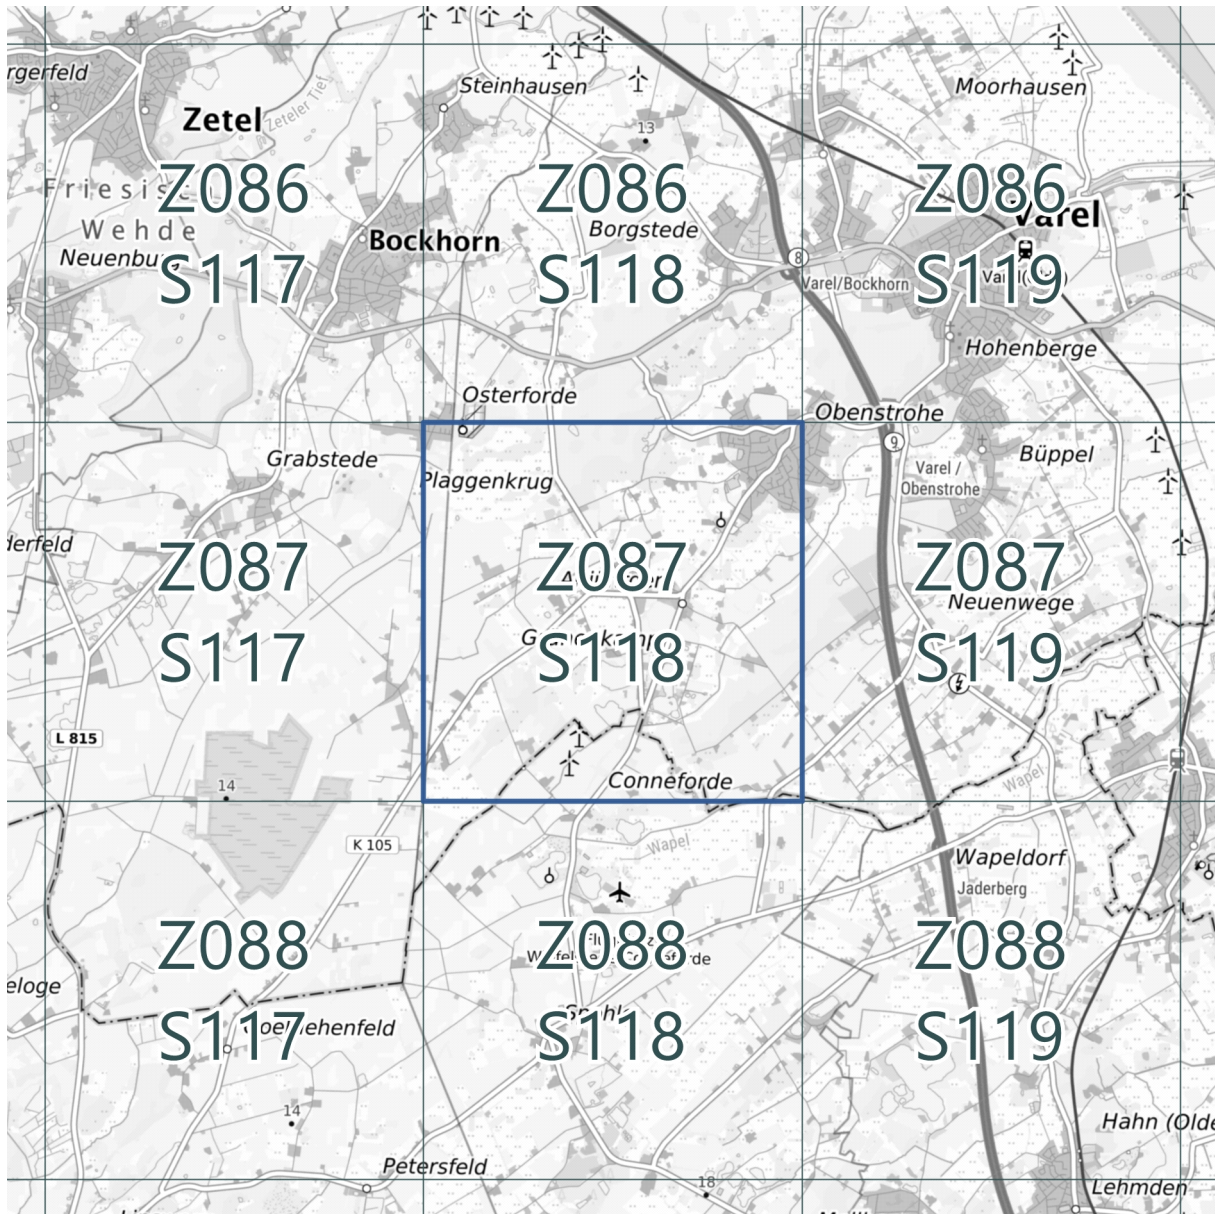 Steinhausen
Moorhausen
rgerfeld
Zetel
Zeteler Tief
13
Z086
Z086
Z086
Varel
Wehde
Borgstede
Bockhorn
8
S117
S118
S119
Varel/Bockhorn
Hohenberge
Osterforde
Obenstrohe
9
Grabstede
Büppel
Plaggenkrug
Varel /
Obenstrohe
derfeld
Z087
Z087
Z087
Neuenwege
S117
S118
S119
L 815
Wapel
14
Conneforde
K 105
Wapel
Wapeldorf
Jaderberg
Z088
Z088
Z088
eloge
S117
S118
S119
14
Hahn (Olde
Petersfeld
18
Lehmden